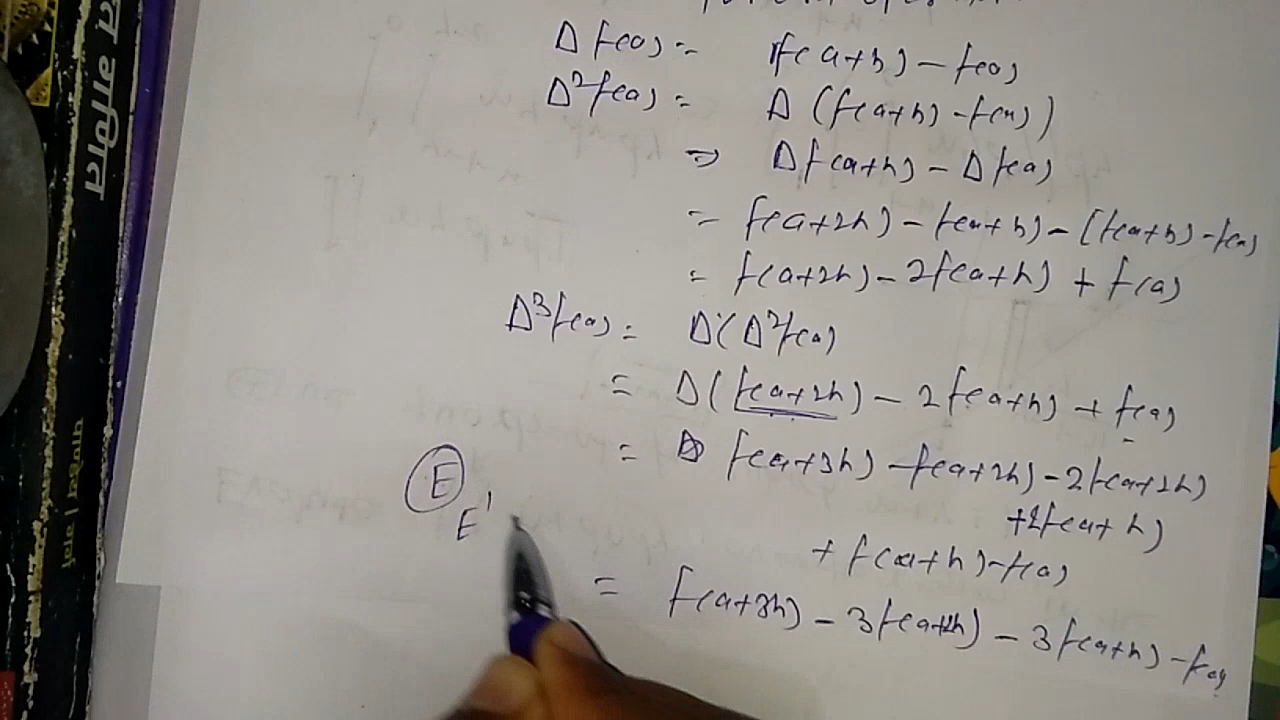 Δ f(a) = f(a+h) - f(a)
Δ²f(a) = Δ (f(a+h) - f(a))
⇒ Δf(a+h) - Δf(a)
= f(a+2h) - f(a+h) - (f(a+h) - f(a)
= f(a+2h) - 2f(a+h) + f(a)
Δ³f(a) = Δ(Δ²f(a)
= Δ(f(a+2h) - 2f(a+h) + f(a)
= f(a+3h) - f(a+2h) - 2f(a+2h)
+2f(a+h)
+ f(a+h) - f(a)
= f(a+3h) - 3f(a+2h) - 3f(a+h) - f(a)
E
E'